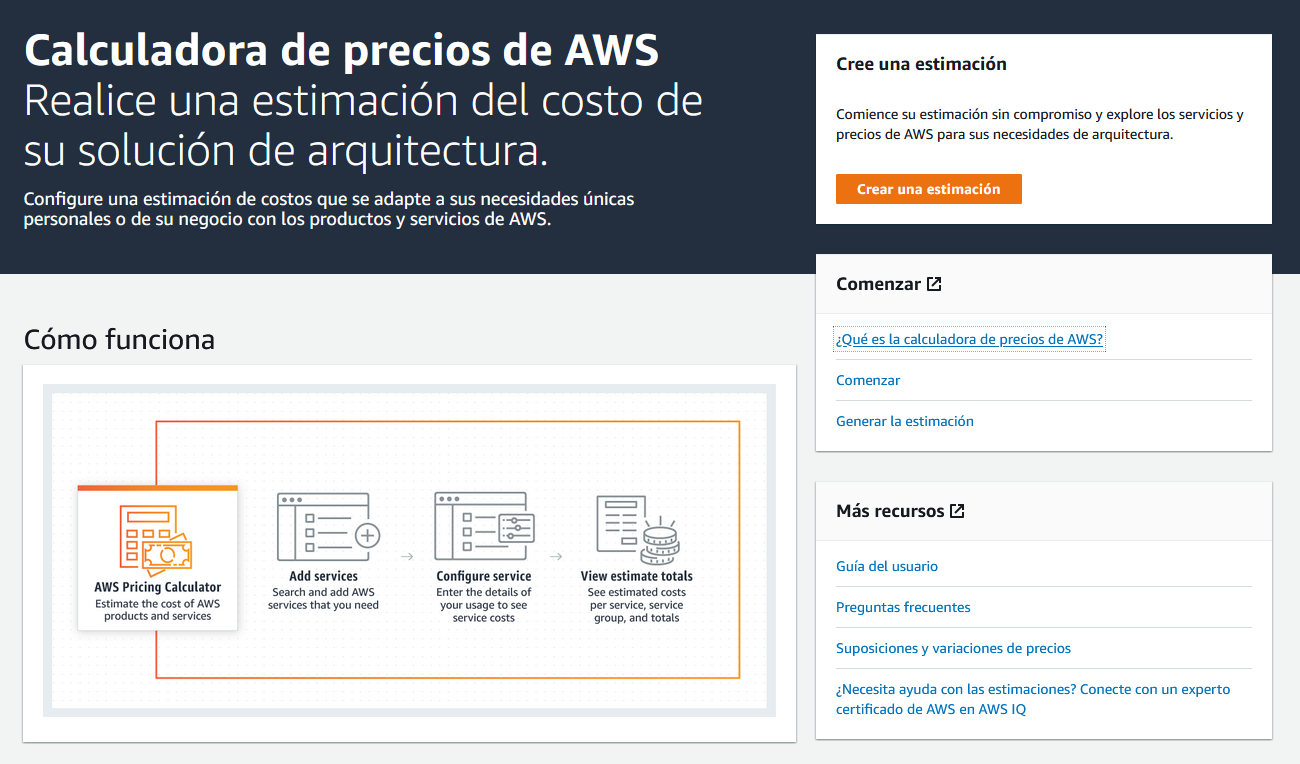 Calculadora de precios de AWS
Realice una estimación del costo de
su solución de arquitectura.
Configure una estimación de costos que se adapte a sus necesidades únicas
personales o de su negocio con los productos y servicios de AWS.
Cree una estimación
Comience su estimación sin compromiso y explore los servicios y
precios de AWS para sus necesidades de arquitectura.
Crear una estimación
Comenzar
¿Qué es la calculadora de precios de AWS?
Comenzar
Generar la estimación
Cómo funciona
AWS Pricing Calculator
Estimate the cost of AWS
products and services
Add services
Search and add AWS
services that you need
Configure service
Enter the details of
your usage to see
service costs
View estimate totals
See estimated costs
per service, service
group, and totals
Más recursos
Guía del usuario
Preguntas frecuentes
Suposiciones y variaciones de precios
¿Necesita ayuda con las estimaciones? Conecte con un experto
certificado de AWS en AWS IQ